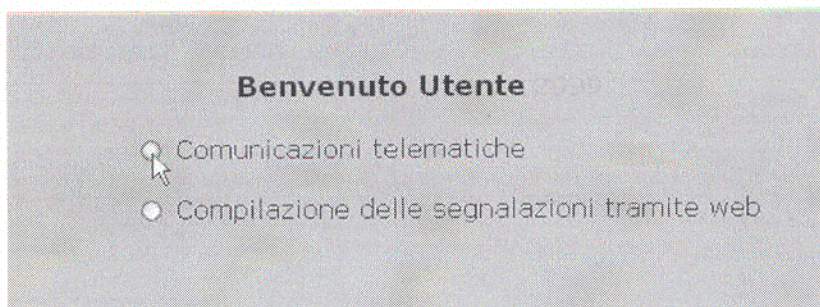 Benvenuto Utente
Comunicazioni telematiche
Compilazione delle segnalazioni tramite web